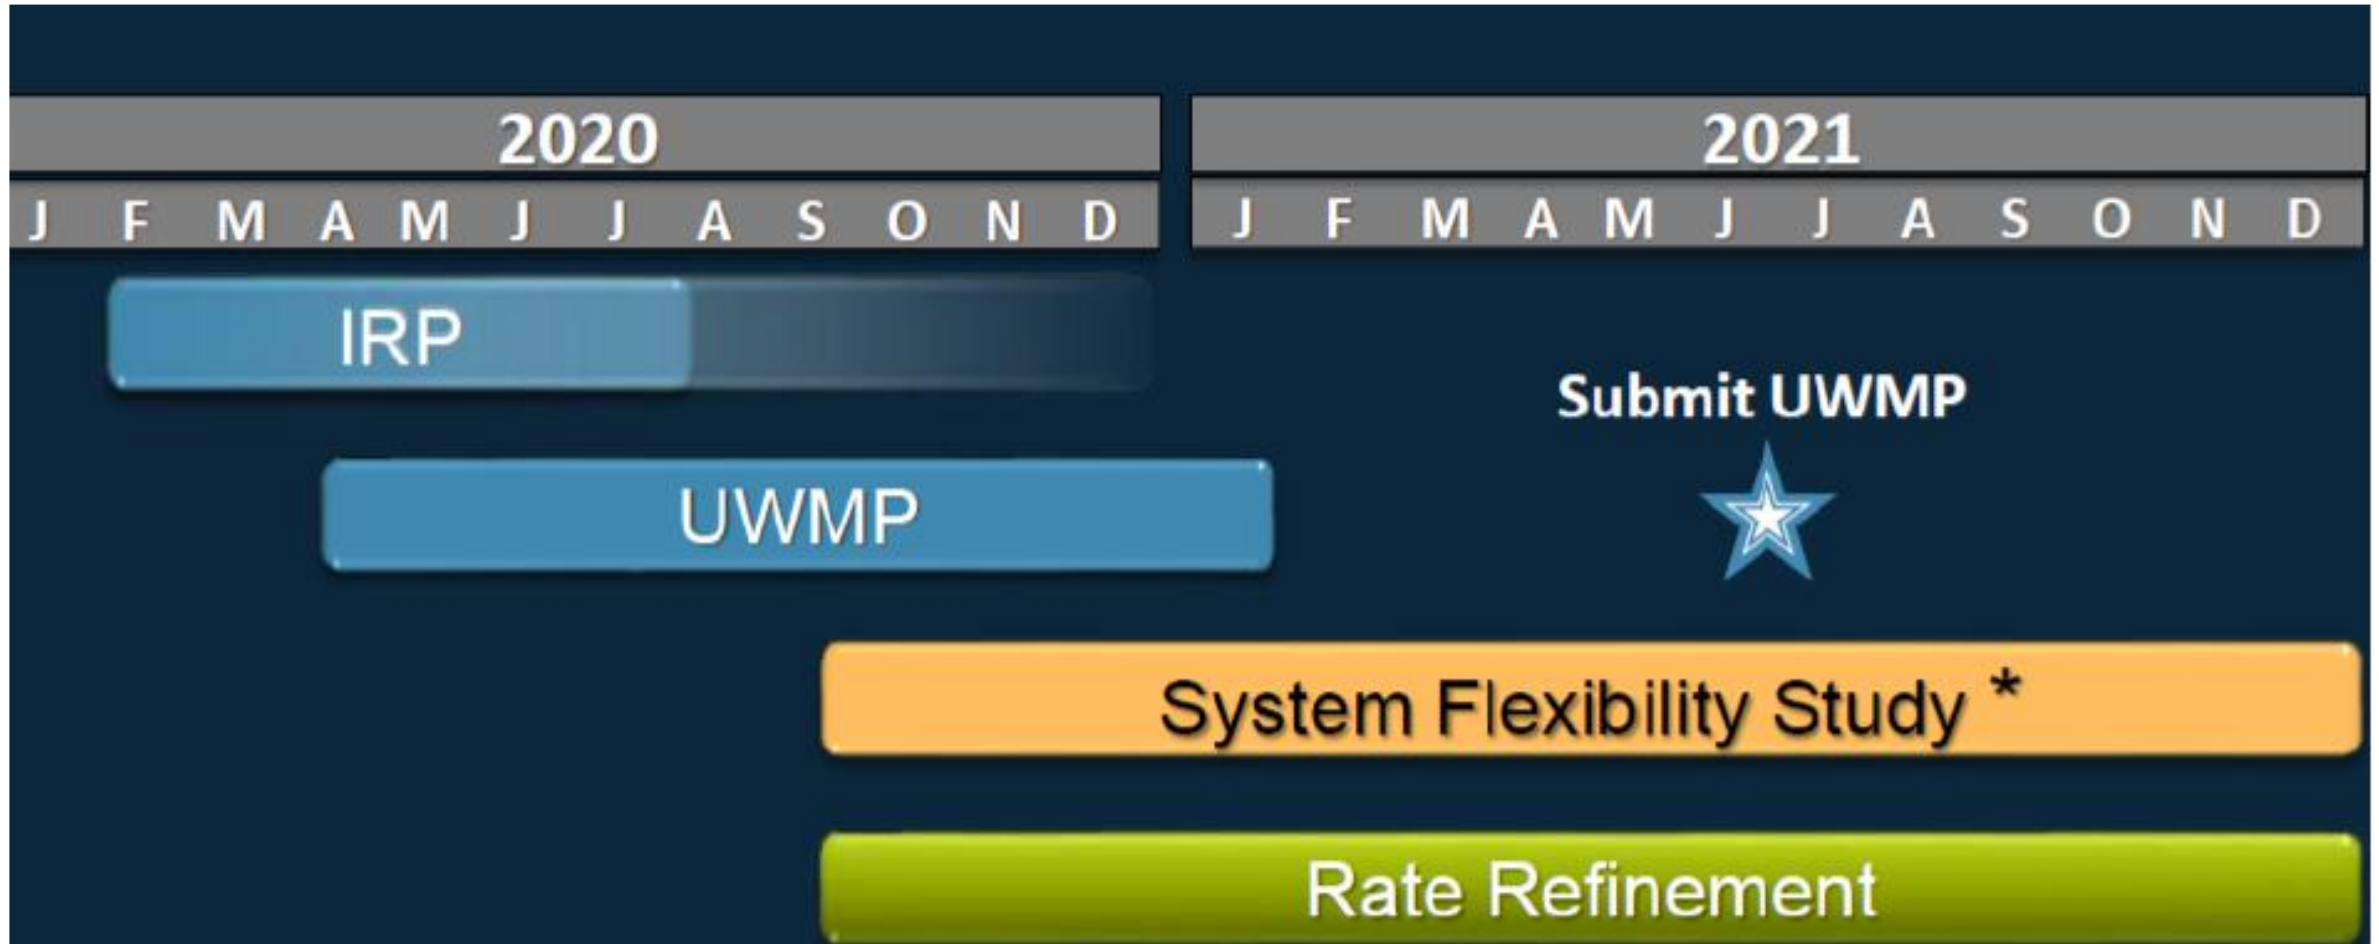 2020 2021
J F M A M J J A S O N D J F M A M J J A S O N D
IRP
Submit UWMP
UWMP
System Flexibility Study *
Rate Refinement